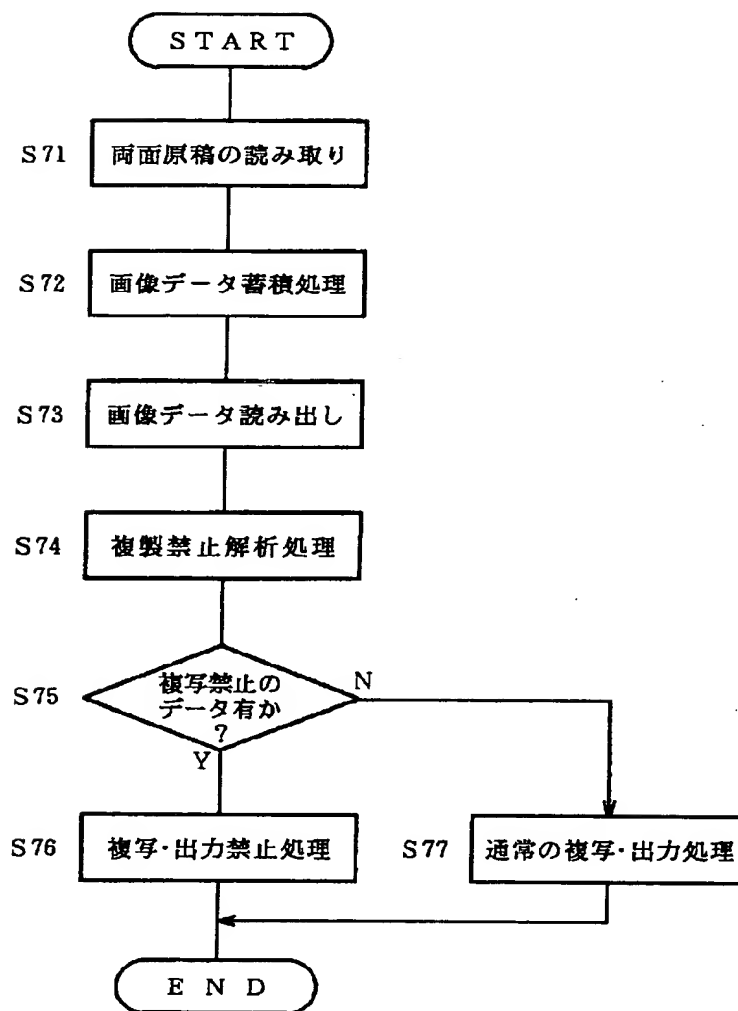 START
S71 両面原稿の読み取り
S72 画像データ蓄積処理
S73 画像データ読み出し
S74 複製禁止解析処理
S75 複写禁止の
データ有か
?
N
Y
S76 複写・出力禁止処理
S77 通常の複写・出力処理
END